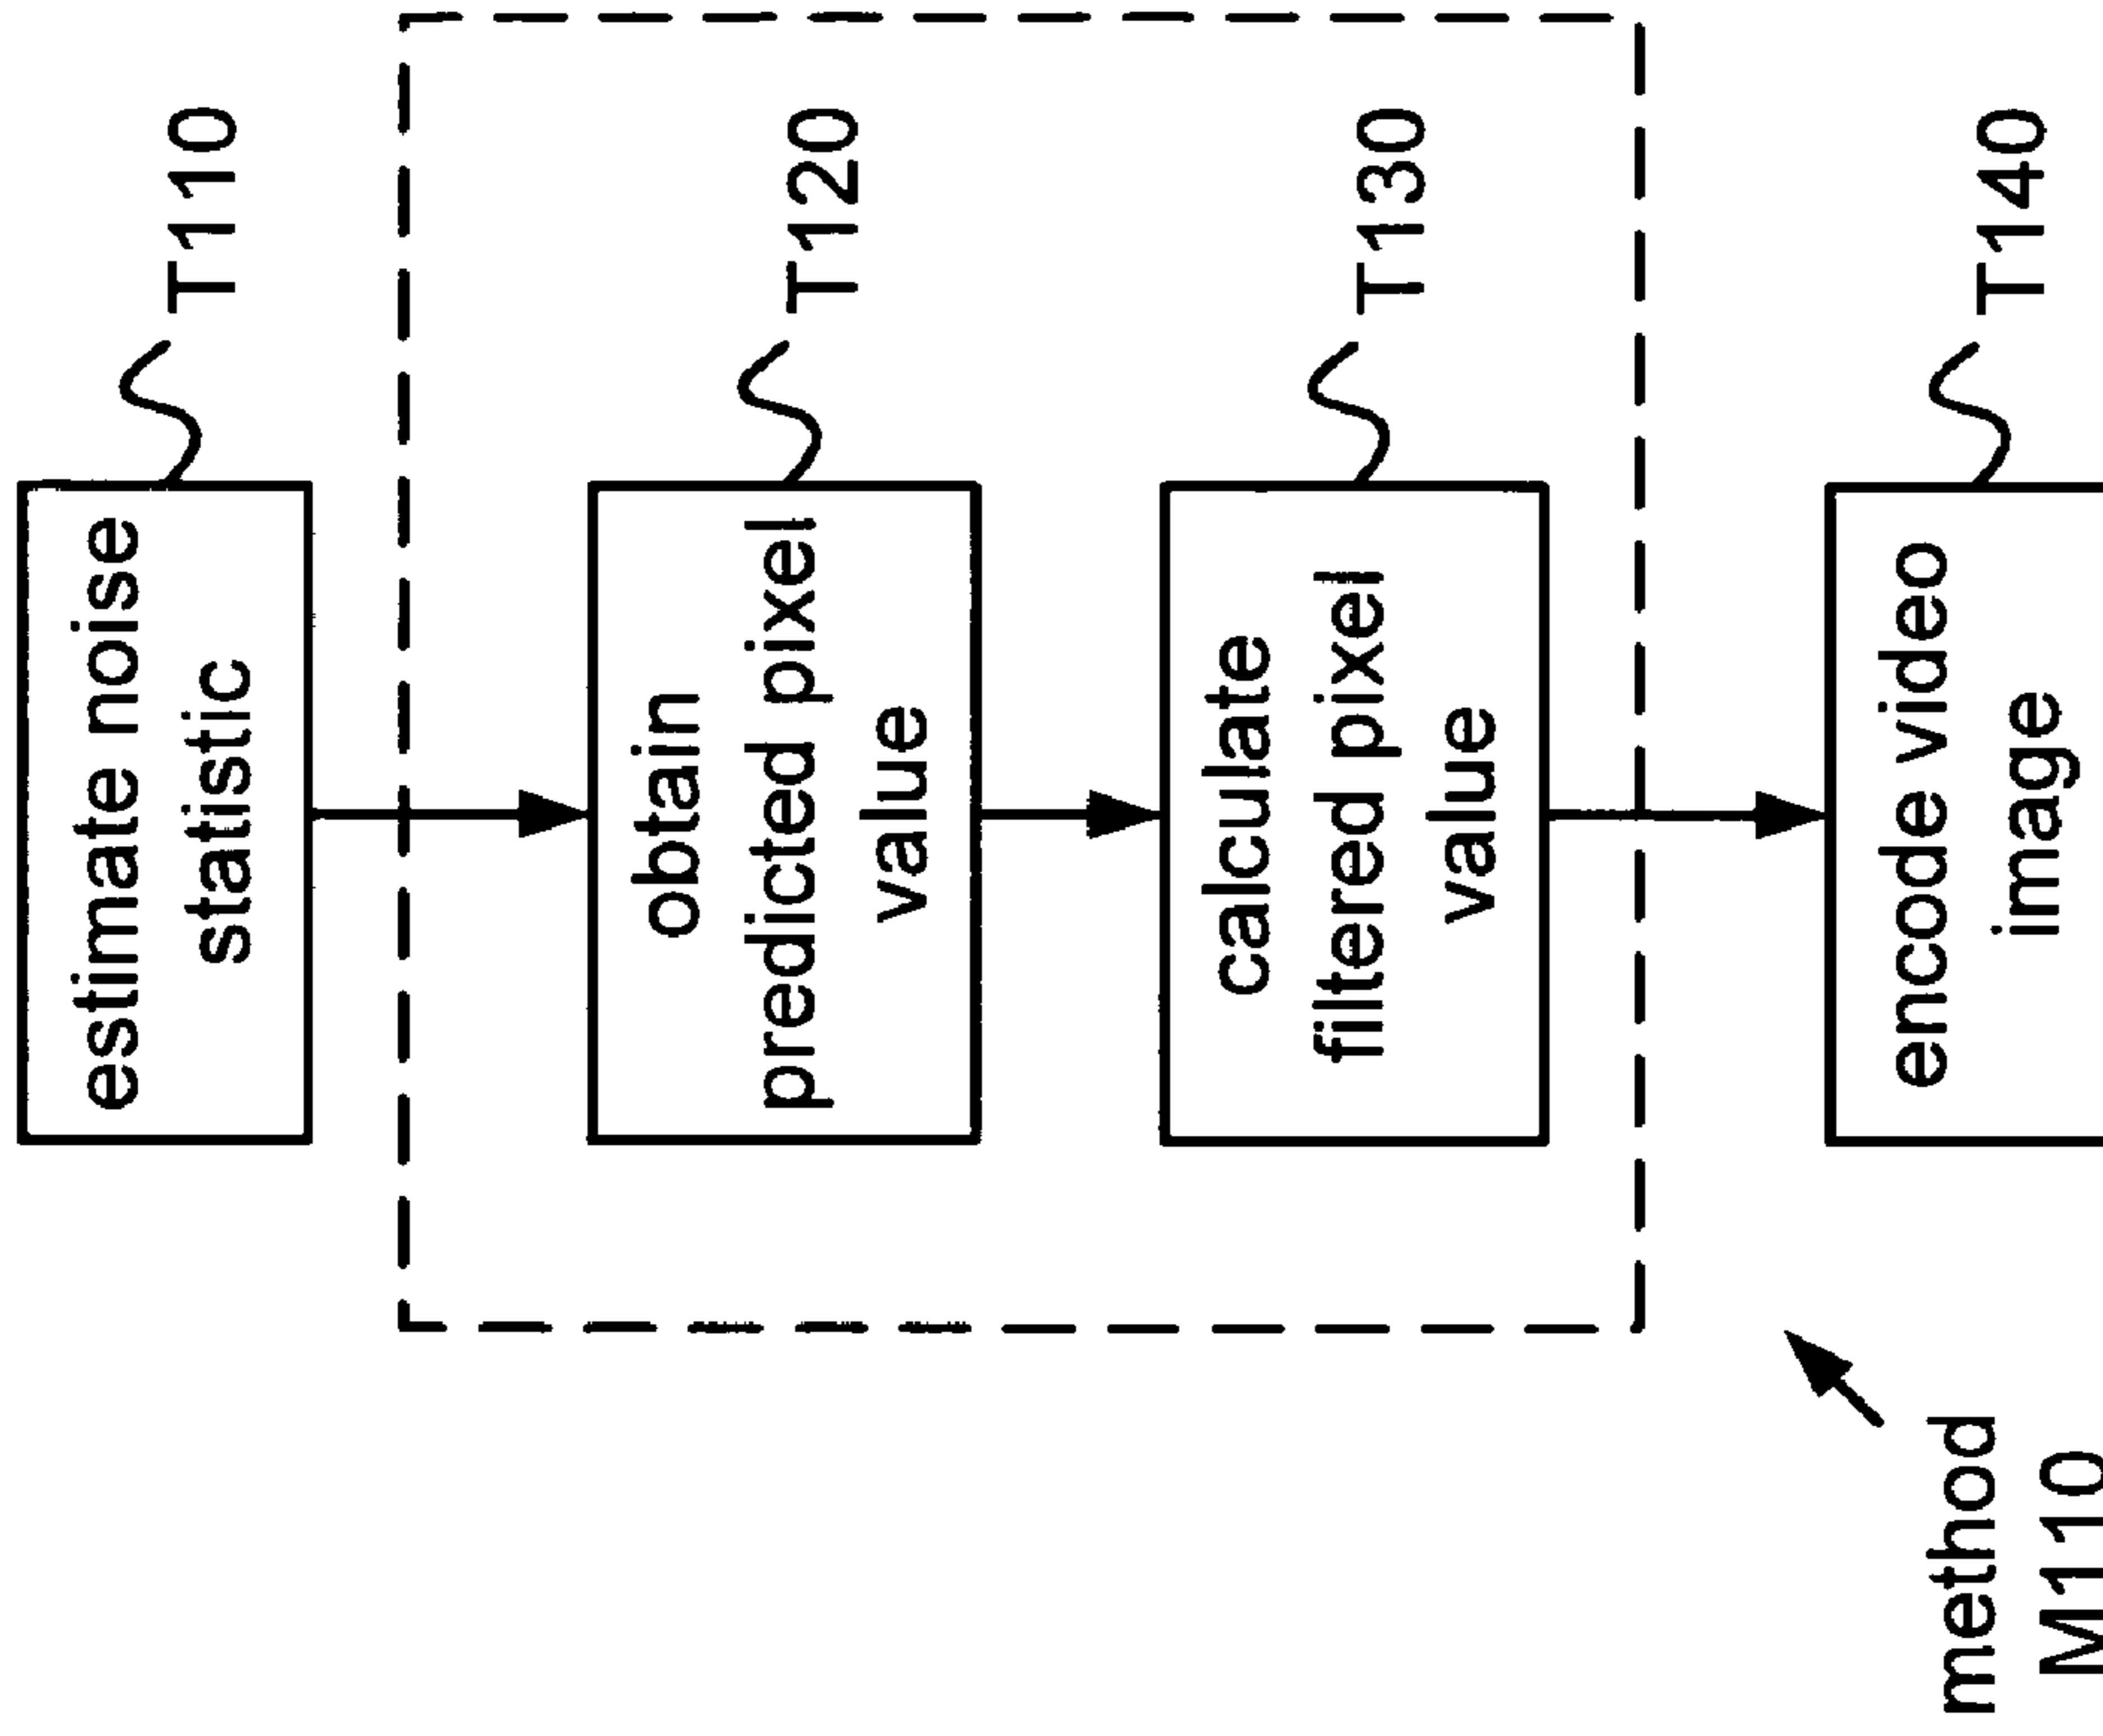 estimate noise
statistic
T110
obtain
predicted pixel
value
T120
calculate
filtered pixel
value
T130
encode video
image
T140
method
M110